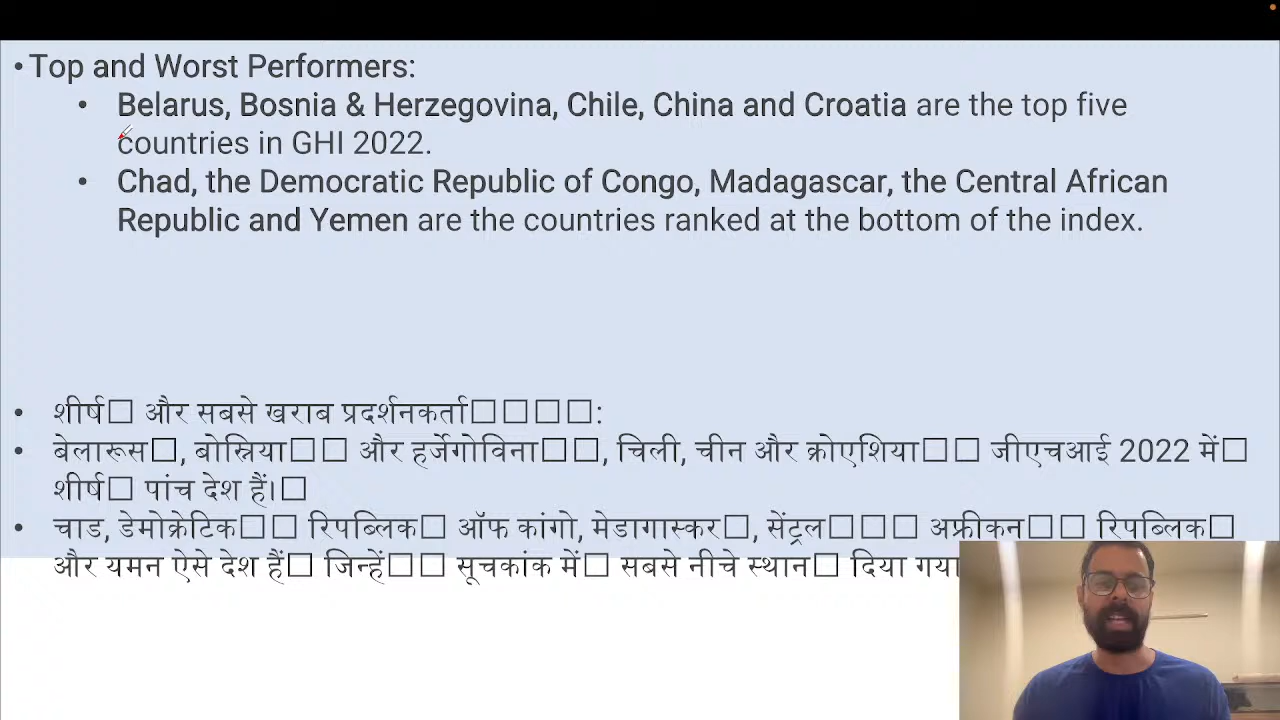 • Top and Worst Performers:
• Belarus, Bosnia & Herzegovina, Chile, China and Croatia are the top five
countries in GHI 2022.
• Chad, the Democratic Republic of Congo, Madagascar, the Central African
Republic and Yemen are the countries ranked at the bottom of the index.
• शीर्ष□ और सबसे खराब प्रदर्शनकर्ता□□□□:
• बेलारूस□, बोस्निया□□ और हर्जेगोविना□□, चिली, चीन और क्रोएशिया□□ जीएचआई 2022 में□
शीर्ष□ पांच देश हैं।□
• चाड, डेमोक्रेटिक□□ रिपब्लिक□ ऑफ कांगो, मेडागास्कर□, सेंट्रल□□□ अफ्रीकन□□ रिपब्लिक□
और यमन ऐसे देश हैं□ जिन्हें□□ सूचकांक में□ सबसे नीचे स्थान□ दिया गया